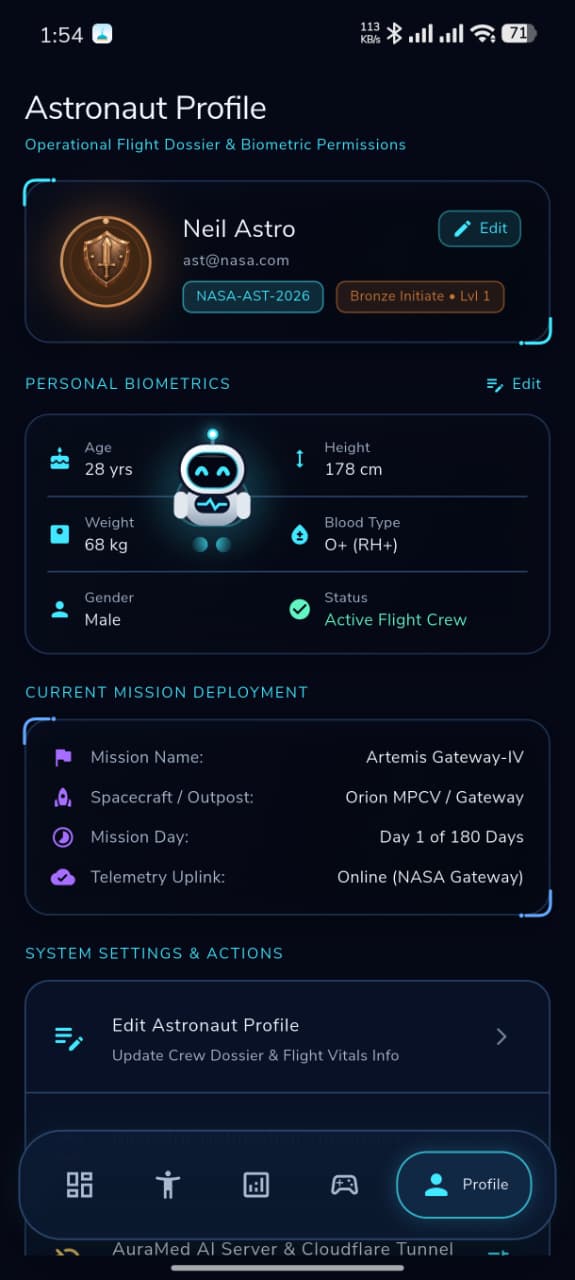 1:54
113
KB/s
71
Astronaut Profile
Operational Flight Dossier & Biometric Permissions
Neil Astro
Edit
ast@nasa.com
NASA-AST-2026
Bronze Initiate • Lvl 1
PERSONAL BIOMETRICS
Edit
Age
28 yrs
Height
178 cm
Weight
68 kg
Blood Type
O+ (RH+)
Gender
Male
Status
Active Flight Crew
CURRENT MISSION DEPLOYMENT
Mission Name: Artemis Gateway-IV
Spacecraft / Outpost: Orion MPCV / Gateway
Mission Day: Day 1 of 180 Days
Telemetry Uplink: Online (NASA Gateway)
SYSTEM SETTINGS & ACTIONS
Edit Astronaut Profile
Update Crew Dossier & Flight Vitals Info
Profile
AuraMed AI Server & Cloudflare Tunnel